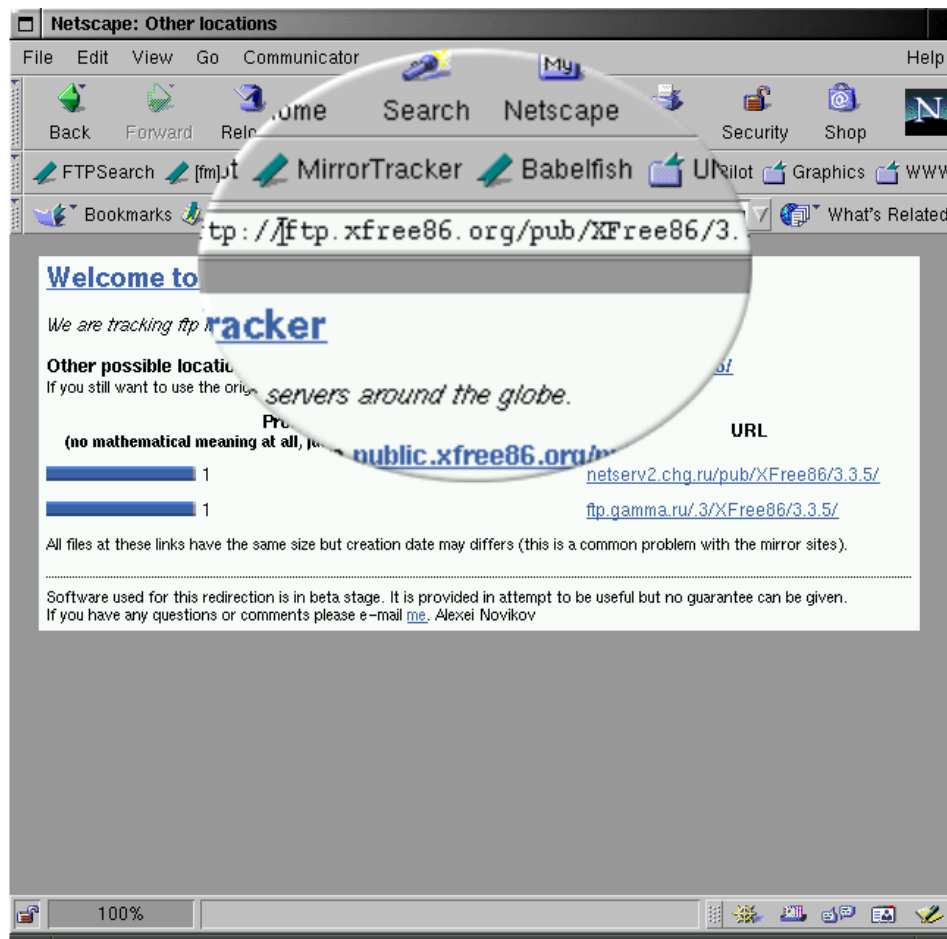 Netscape: Other locations
File Edit View Go Communicator Help
Back Forward Relo Home Search Netscape My Security Shop N
FTPSearch [fm] MirrorTracker Babelfish Pilot Graphics WWW
Bookmarks tp://ftp.xfree86.org/pub/XFree86/3. What's Related
Welcome to racker
We are tracking ftp servers around the globe.
Other possible locatio public.xfree86.org/p
If you still want to use the orig
(no mathematical meaning at all, ju URL
1 netserv2.chg.ru/pub/XFree86/3.3.5/
1 ftp.gamma.ru/.3/XFree86/3.3.5/
All files at these links have the same size but creation date may differs (this is a common problem with the mirror sites).
Software used for this redirection is in beta stage. It is provided in attempt to be useful but no guarantee can be given.
If you have any questions or comments please e-mail me. Alexei Novikov
100%